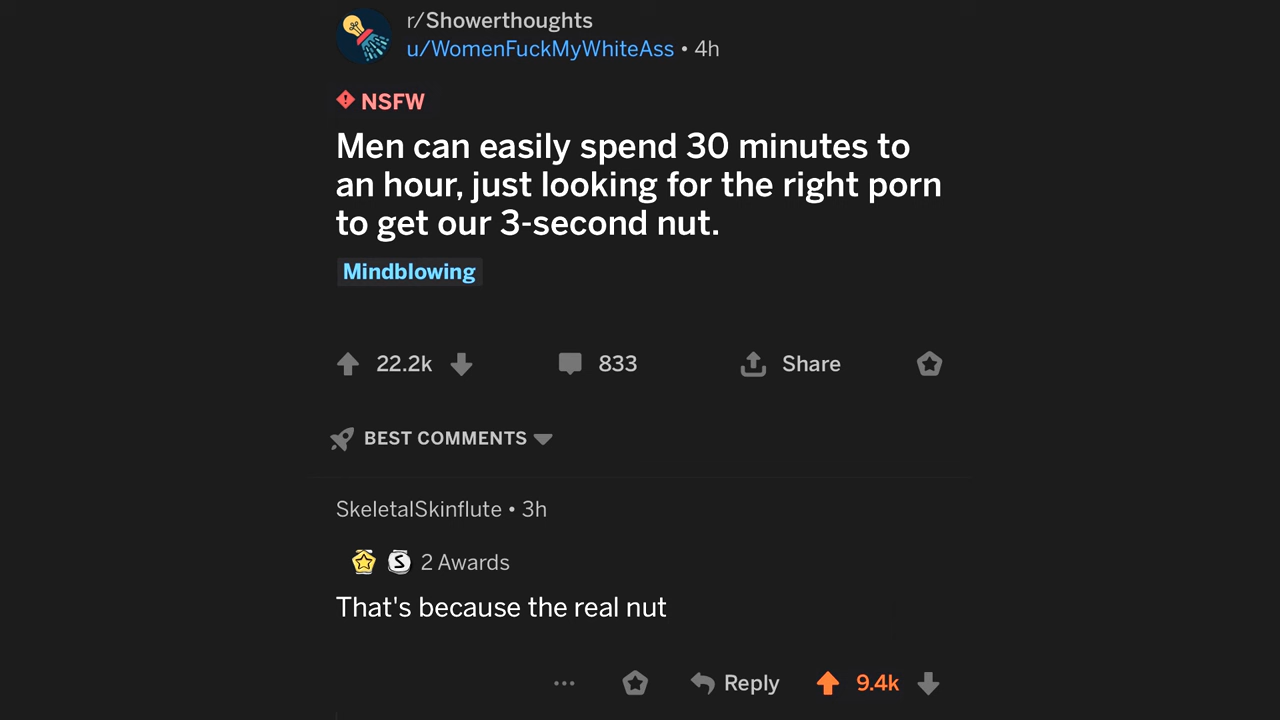 r/Showerthoughts
u/WomenFuckMyWhiteAss • 4h
NSFW
Men can easily spend 30 minutes to
an hour, just looking for the right porn
to get our 3-second nut.
Mindblowing
22.2k 833 Share
BEST COMMENTS
SkeletalSkinflute • 3h
S 2 Awards
That's because the real nut
... Reply 9.4k